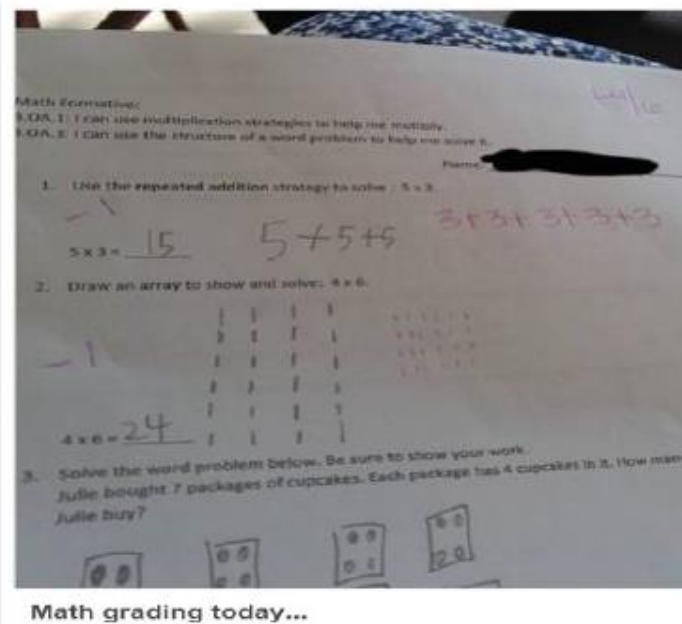 Math Formative:
3.OA.1: I can use multiplication strategies to help me multiply.
3.OA.3: I can use the structure of a word problem to help me solve it.
Name
1. Use the repeated addition strategy to solve: 5 x 3.
-1
5 x 3 = 15 5+5+5 3+3+3+3+3
2. Draw an array to show and solve: 4 x 6.
-1
4 x 6 = 24
3. Solve the word problem below. Be sure to show your work.
Julie bought 7 packages of cupcakes. Each package has 4 cupcakes in it. How man
Julie buy?
Math grading today...